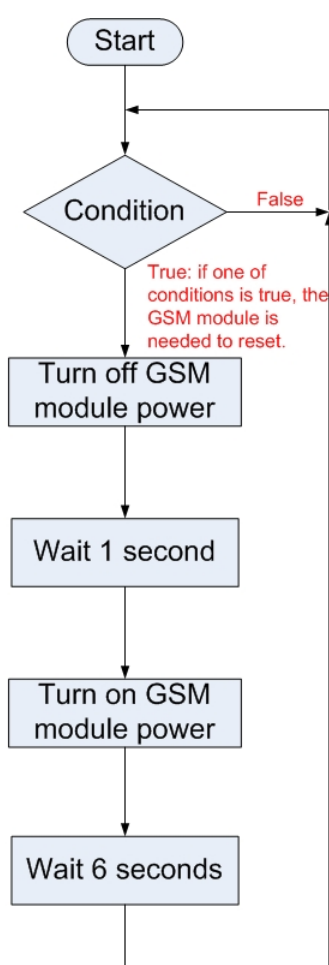 Start
Condition
False
True: if one of
conditions is true, the
GSM module is
needed to reset.
Turn off GSM
module power
Wait 1 second
Turn on GSM
module power
Wait 6 seconds